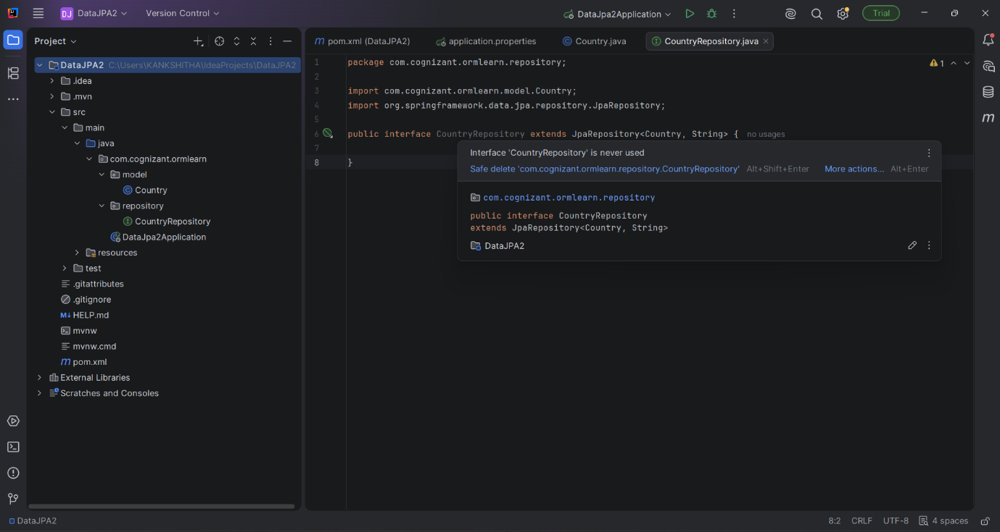 DJ DataJPA2 Version Control DataJpa2Application Trial
Project
pom.xml (DataJPA2) application.properties Country.java CountryRepository.java
DataJPA2 C:\Users\KANKSHITHA\IdeaProjects\DataJPA2
.idea
.mvn
src
main
java
com.cognizant.ormlearn
model
Country
repository
CountryRepository
DataJpa2Application
resources
test
.gitattributes
.gitignore
M↓ HELP.md
mvnw
mvnw.cmd
pom.xml
External Libraries
Scratches and Consoles
1 package com.cognizant.ormlearn.repository; 1
2
3 import com.cognizant.ormlearn.model.Country;
4 import org.springframework.data.jpa.repository.JpaRepository;
5
6 public interface CountryRepository extends JpaRepository<Country, String> { no usages
7
8 }
Interface 'CountryRepository' is never used
Safe delete 'com.cognizant.ormlearn.repository.CountryRepository' Alt+Shift+Enter More actions... Alt+Enter
com.cognizant.ormlearn.repository
public interface CountryRepository
extends JpaRepository<Country, String>
DataJPA2
DataJPA2 8:2 CRLF UTF-8 4 spaces